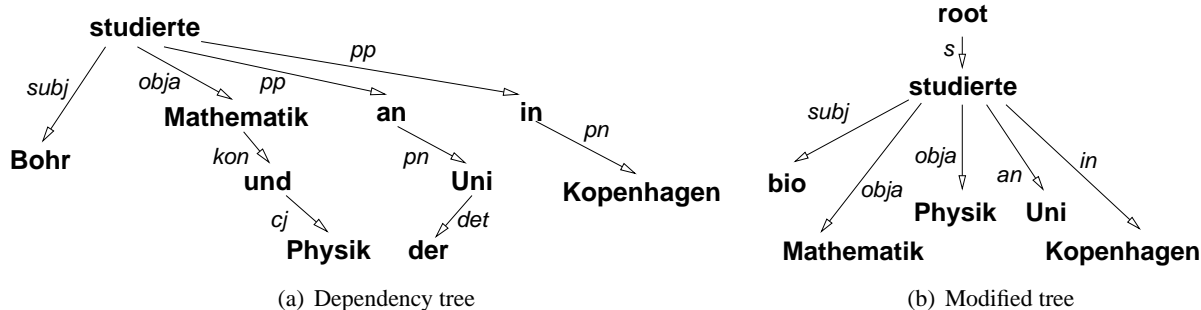 studierte
subj
obja
pp
pp
Bohr
Mathematik
an
in
kon
pn
pn
und
Uni
Kopenhagen
cj
det
Physik
der
(a) Dependency tree
root
s
studierte
subj
obja
obja
an
in
bio
Physik
Uni
Mathematik
Kopenhagen
(b) Modified tree